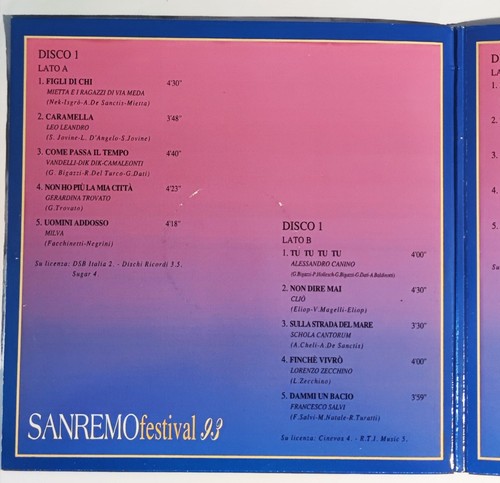 DISCO 1
LATO A
1. FIGLI DI CHI 4'30"
MIETTA E I RAGAZZI DI VIA MEDA
(Nek-Isgrò-A.De Sanctis-Mietta)
2. CARAMELLA 3'48"
LEO LEANDRO
(S. Jovine-L. D'Angelo-S.Jovine)
3. COME PASSA IL TEMPO 4'40"
VANDELLI-DIK DIK-CAMALEONTI
(G. Bigazzi-R Del Turco-G.Dati)
4. NON HO PIÙ LA MIA CITTÀ 4'23"
GERARDINA TROVATO
(G.Trovato)
5. UOMINI ADDOSSO 4'18"
MILVA
(Facchinetti-Negrini)
Su licenza: DSB Italia 2. - Dischi Ricordi 3.5.
Sugar 4.
DISCO 1
LATO B
1. TU TU TU TU 4'00"
ALESSANDRO CANINO
2. NON DIRE MAI 4'30"
CLIÒ
(Eliop-V.Magelli-Eliop)
3. SULLA STRADA DEL MARE 3'30"
SCHOLA CANTORUM
(A.Cheli-A.De Sanctis)
4. FINCHÈ VIVRÒ 4'00"
LORENZO ZECCHINO
(L.Zecchino)
5. DAMMI UN BACIO 3'59"
FRANCESCO SALVI
(F.Salvi-M.Natale-R.Turatti)
Su licenza: Cinevox 4. - R.T.I. Music 5.
SANREMOfestival 93
D
LA
1.
2.
3.
4.
5.
Su